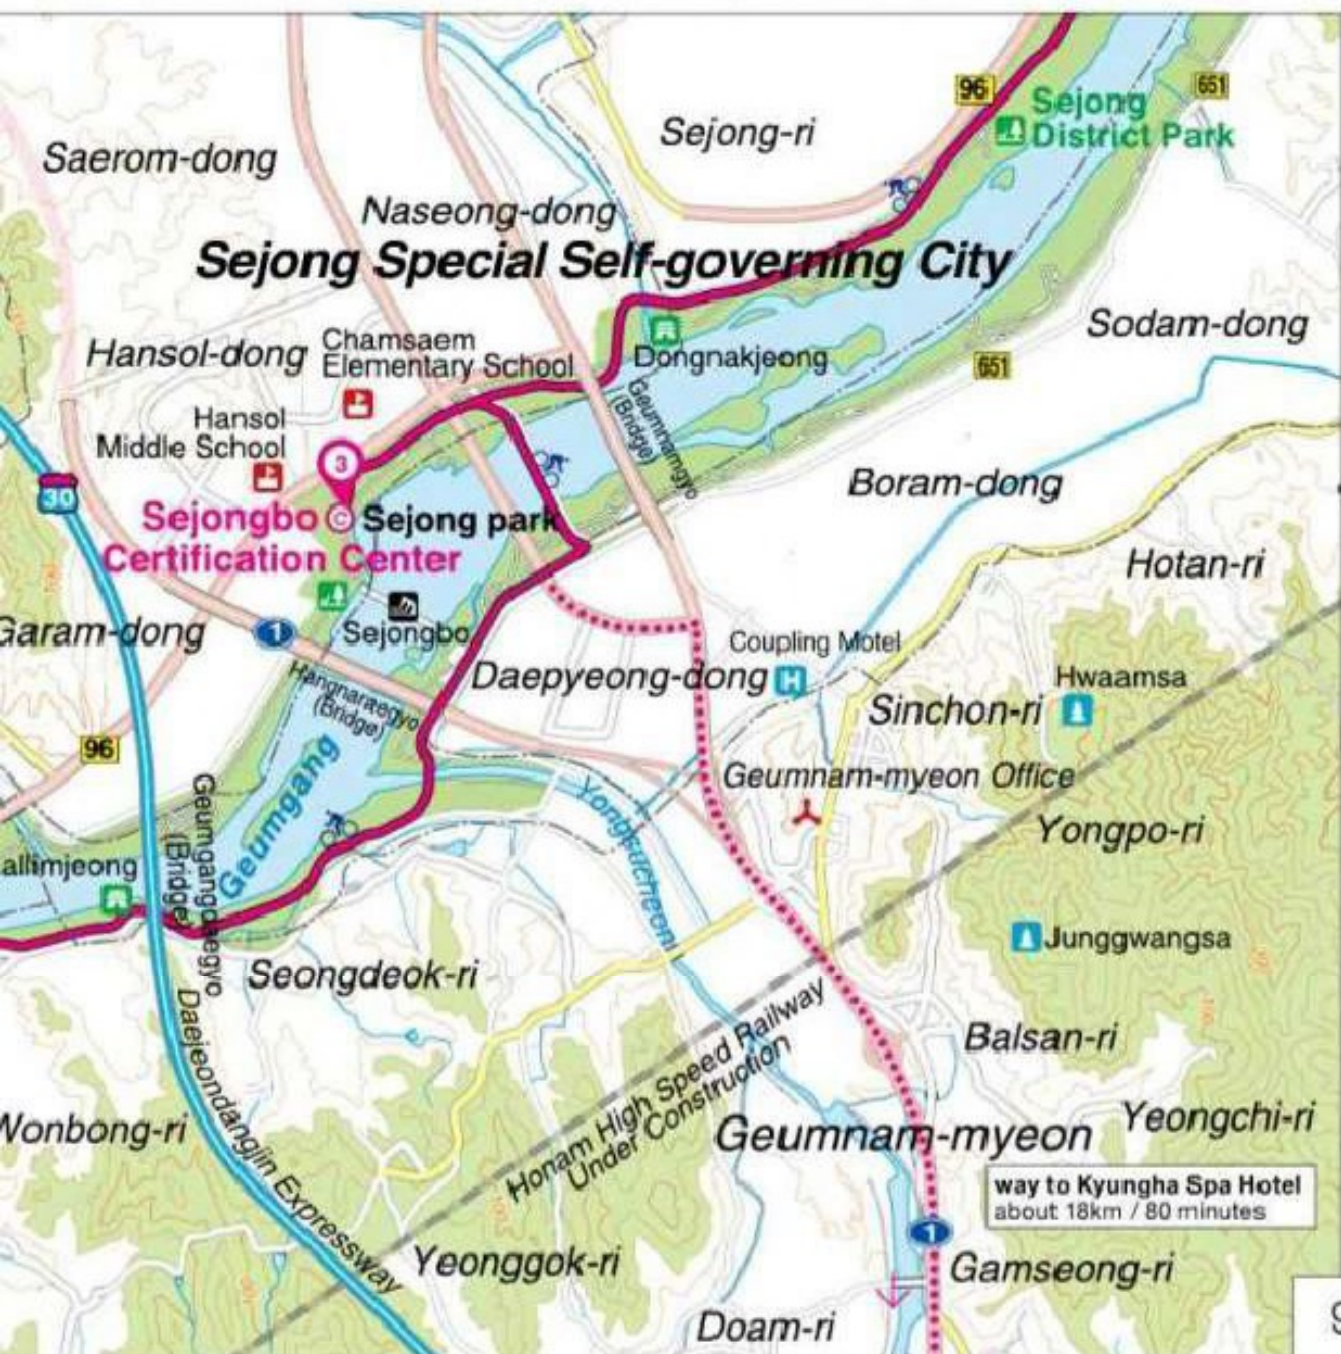 96
Sejong
District Park
651
Sejong-ri
Saerom-dong
Naseong-dong
Sejong Special Self-governing City
Sodam-dong
Hansol-dong
Chamsaem
Elementary School
Dongnakjeong
651
Geumnamgyo
(Bridge)
Hansol
Middle School
3
30
Boram-dong
Sejongbo C Sejong park
Certification Center
Hotan-ri
Garam-dong
1
Sejongbo
Coupling Motel
H
Daepyeong-dong
Hwaamsa
Hangnaraegyo
(Bridge)
Sinchon-ri
96
Geumnam-myeon Office
Geumgang
Yongsucheon
Yongpo-ri
Geumgangdaegyo
(Bridge)
allimjeong
Junggwangsa
Seongdeok-ri
Daejeondangjin Expressway
Honam High Speed Railway
Under Construction
Balsan-ri
Wonbong-ri
Geumnam-myeon
Yeongchi-ri
way to Kyungha Spa Hotel
about 18km / 80 minutes
1
Yeonggok-ri
Gamseong-ri
Doam-ri